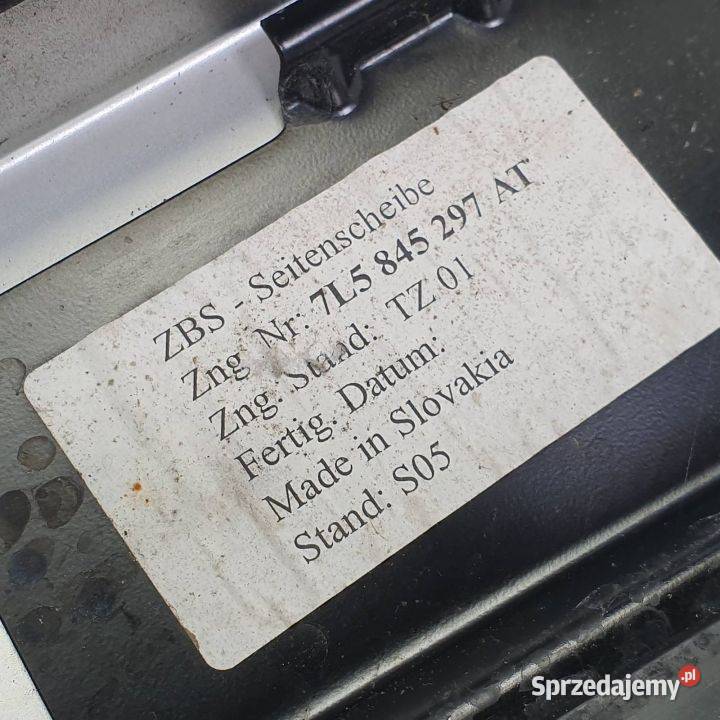 ZBS - Seitenscheibe
Zng. Nr: 7L5 845 297 AT
Zng. Staad: TZ 01
Fertig. Datum:
Made in Slovakia
Stand: S05
Sprzedajemy.pl